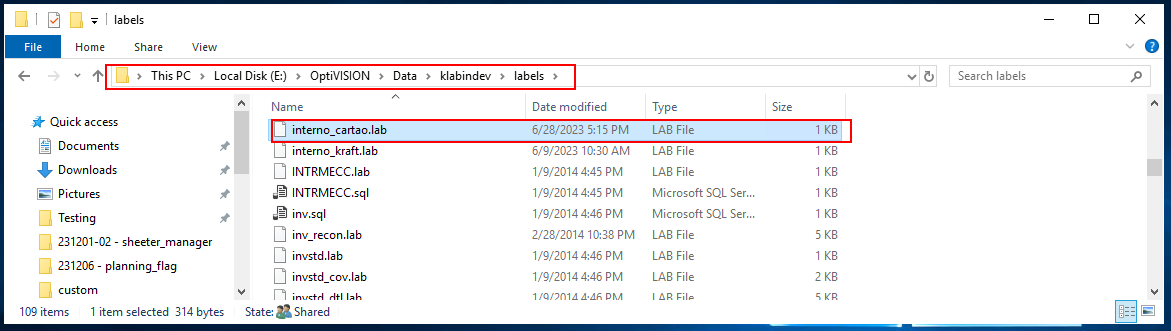 labels
File Home Share View
This PC Local Disk (E:) OptiVISION Data klabindev labels Search labels
Name Date modified Type Size
Quick access
Documents
Downloads
Pictures
Testing
231201-02 - sheeter_manager
231206 - planning_flag
custom
interno_cartao.lab 6/28/2023 5:15 PM LAB File 1 KB
interno_kraft.lab 6/9/2023 10:30 AM LAB File 1 KB
INTRMECC.lab 1/9/2014 4:45 PM LAB File 1 KB
INTRMECC.sql 1/9/2014 4:45 PM Microsoft SQL Ser... 1 KB
inv.sql 1/9/2014 4:46 PM Microsoft SQL Ser... 1 KB
inv_recon.lab 2/28/2014 10:38 PM LAB File 5 KB
invstd.lab 1/9/2014 4:46 PM LAB File 1 KB
invstd_cov.lab 1/9/2014 4:46 PM LAB File 2 KB
invstd_dtl.lab 1/9/2014 4:46 PM LAB File 5 KB
109 items 1 item selected 314 bytes State: Shared